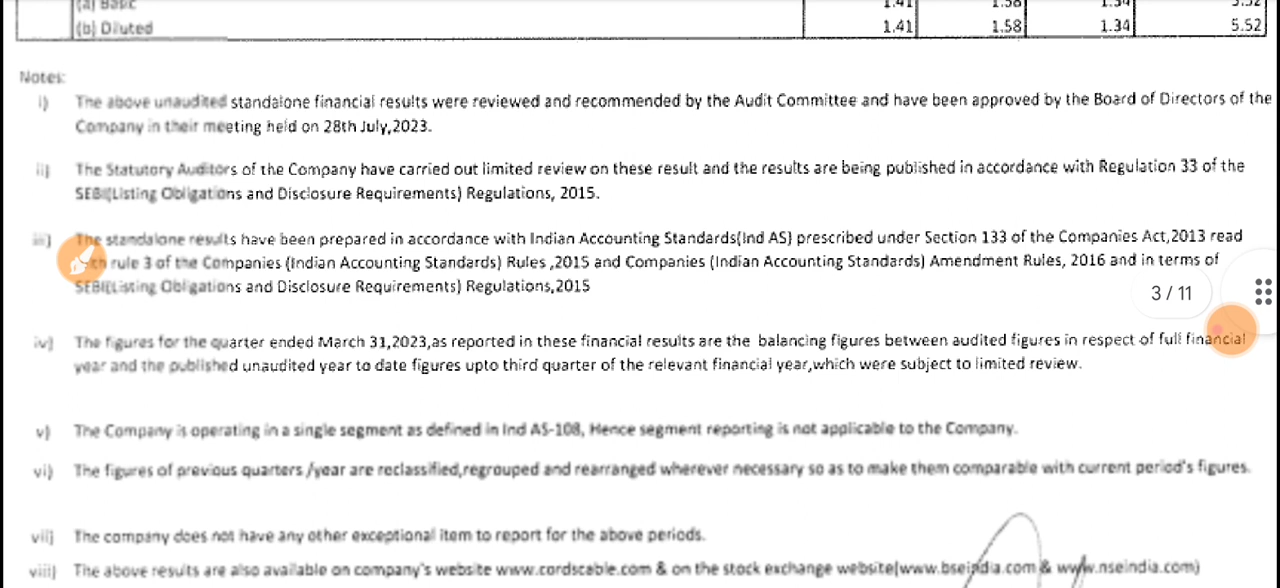 (a) Basic 1.41 1.58 1.34 5.52
(b) Diluted 1.41 1.58 1.34 5.52
Notes:
i) The above unaudited standalone financial results were reviewed and recommended by the Audit Committee and have been approved by the Board of Directors of the
Company in their meeting held on 28th July,2023.
ii) The Statutory Auditors of the Company have carried out limited review on these result and the results are being published in accordance with Regulation 33 of the
SEBI(Listing Obligations and Disclosure Requirements) Regulations, 2015.
iii) The standalone results have been prepared in accordance with Indian Accounting Standards(Ind AS) prescribed under Section 133 of the Companies Act,2013 read
rule 3 of the Companies (Indian Accounting Standards) Rules ,2015 and Companies (Indian Accounting Standards) Amendment Rules, 2016 and in terms of
SEBI(Listing Obligations and Disclosure Requirements) Regulations,2015
3 / 11
iv) The figures for the quarter ended March 31,2023,as reported in these financial results are the balancing figures between audited figures in respect of full financial
year and the published unaudited year to date figures upto third quarter of the relevant financial year,which were subject to limited review.
v) The Company is operating in a single segment as defined in Ind AS-108, Hence segment reporting is not applicable to the Company.
vi) The figures of previous quarters /year are reclassified,regrouped and rearranged wherever necessary so as to make them comparable with current period's figures.
vii) The company does not have any other exceptional item to report for the above periods.
viii) The above results are also available on company's website www.cordscable.com & on the stock exchange website(www.bseindia.com & www.nseindia.com)